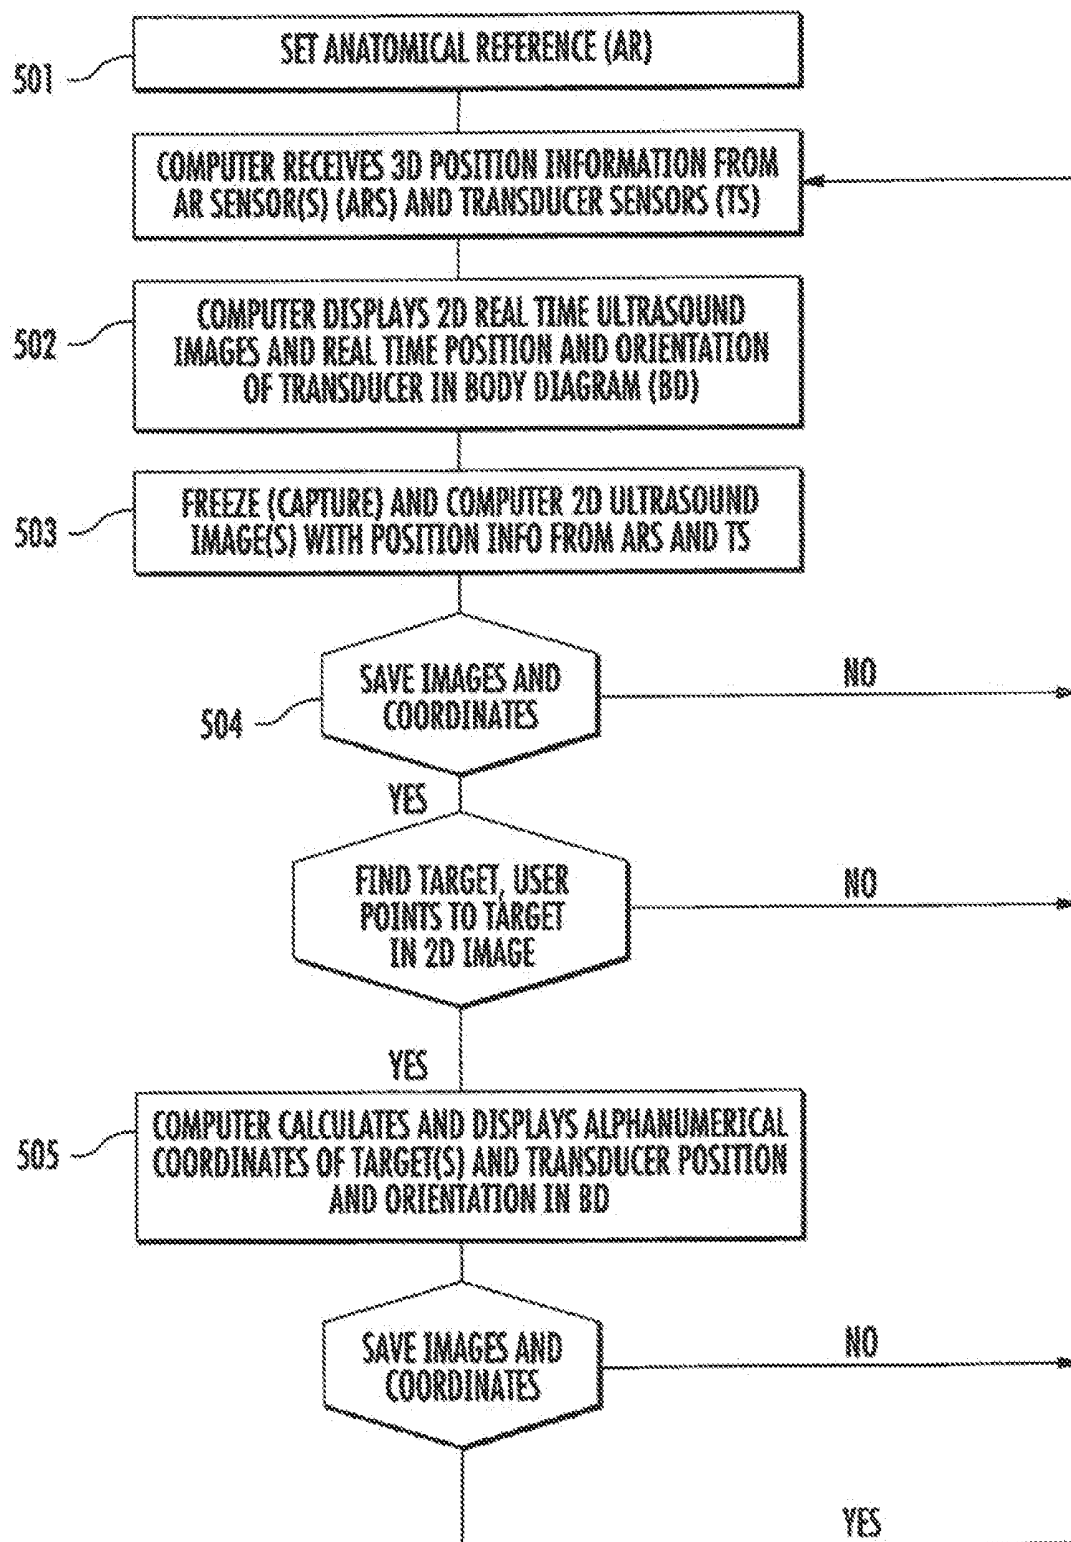 SET ANATOMICAL REFERENCE (AR)
501
COMPUTER RECEIVES 3D POSITION INFORMATION FROM
AR SENSOR(S) (ARS) AND TRANSDUCER SENSORS (TS)
COMPUTER DISPLAYS 2D REAL TIME ULTRASOUND
IMAGES AND REAL TIME POSITION AND ORIENTATION
OF TRANSDUCER IN BODY DIAGRAM (BD)
502
FREEZE (CAPTURE) AND COMPUTER 2D ULTRASOUND
IMAGE(S) WITH POSITION INFO FROM ARS AND TS
503
SAVE IMAGES AND
COORDINATES
504
NO
YES
FIND TARGET, USER
POINTS TO TARGET
IN 2D IMAGE
NO
YES
COMPUTER CALCULATES AND DISPLAYS ALPHANUMERICAL
COORDINATES OF TARGET(S) AND TRANSDUCER POSITION
AND ORIENTATION IN BD
505
SAVE IMAGES AND
COORDINATES
NO
YES